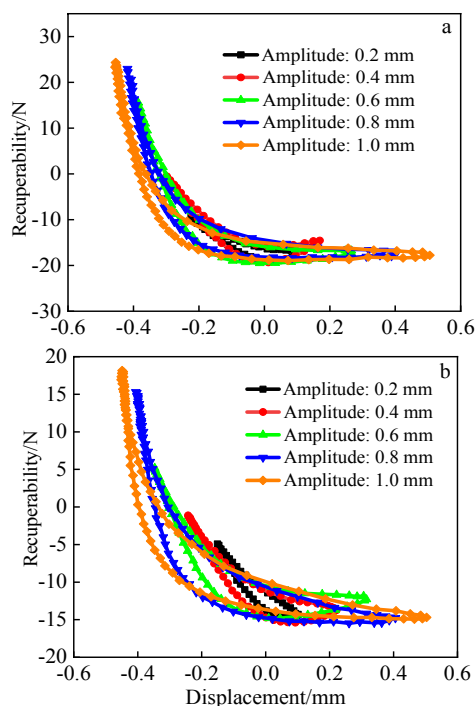 a
30
20
10
0
-10
-20
-30
Recuperability/N
Amplitude: 0.2 mm
Amplitude: 0.4 mm
Amplitude: 0.6 mm
Amplitude: 0.8 mm
Amplitude: 1.0 mm
-0.6 -0.4 -0.2 0.0 0.2 0.4 0.6
b
20
15
10
5
0
-5
-10
-15
-20
Recuperability/N
Amplitude: 0.2 mm
Amplitude: 0.4 mm
Amplitude: 0.6 mm
Amplitude: 0.8 mm
Amplitude: 1.0 mm
-0.6 -0.4 -0.2 0.0 0.2 0.4 0.6
Displacement/mm